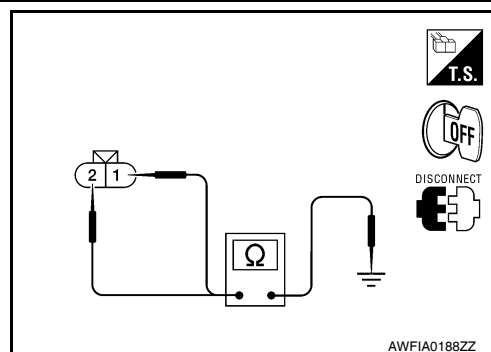 T.S.
OFF
DISCONNECT
2 1
Ω
AWFIA0188ZZ